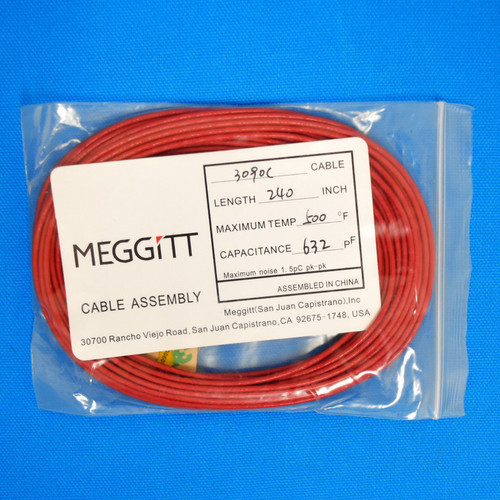 MEGGiTT
CABLE ASSEMBLY
3090C CABLE
LENGTH 240 INCH
MAXIMUM TEMP 500 °F
CAPACITANCE 632 pF
Maximum noise 1.5pC pk-pk
ASSEMBLED IN CHINA
Meggitt(San Juan Capistrano),Inc
30700 Rancho Viejo Road, San Juan Capistrano,CA 92675-1748, USA